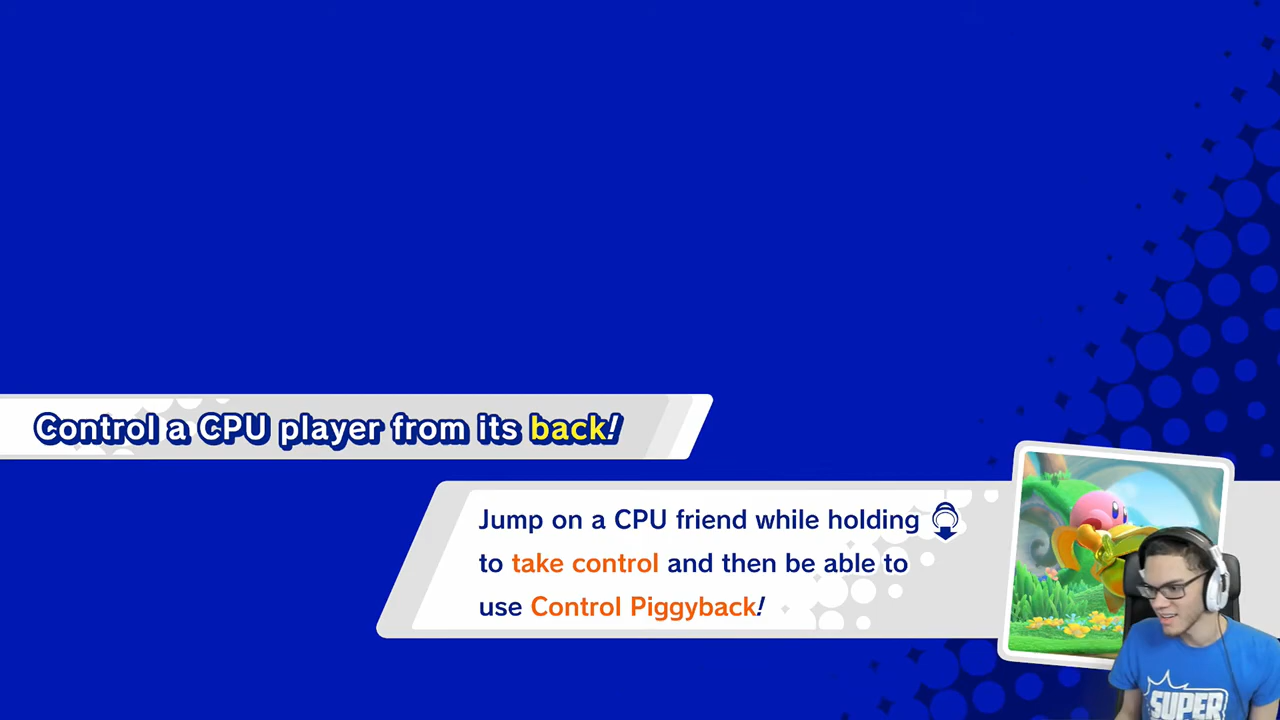 Control a CPU player from its back!
Jump on a CPU friend while holding
to take control and then be able to
use Control Piggyback!
SUPER